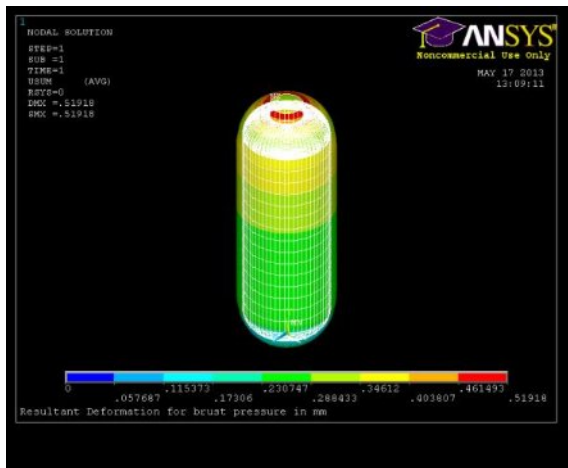 1
NODAL SOLUTION
STEP=1
SUB =1
TIME=1
USUM (AVG)
RSYS=0
DMX =.51918
SMX =.51918
ANSYS
Noncommercial Use Only
MAY 17 2013
13:09:11
0 .115373 .230747 .34612 .461493
.057687 .17306 .288433 .403807 .51918
Resultant Deformation for brust pressure in mm